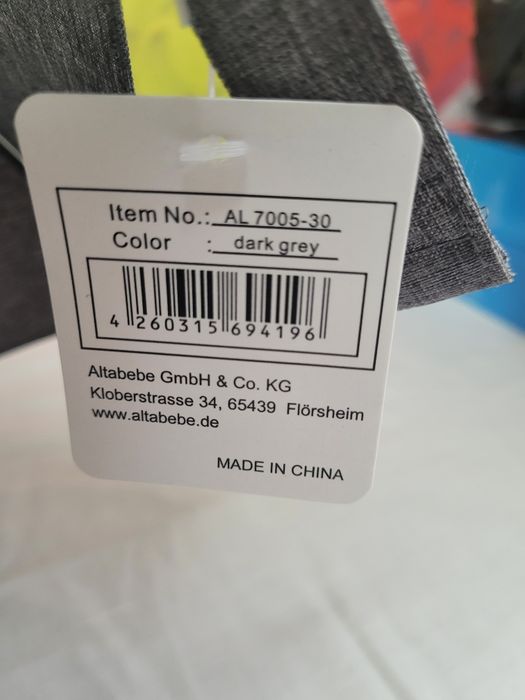 Item No.: AL 7005-30
Color : dark grey
4 260315 694196
Altabebe GmbH & Co. KG
Kloberstrasse 34, 65439 Flörsheim
www.altabebe.de
MADE IN CHINA